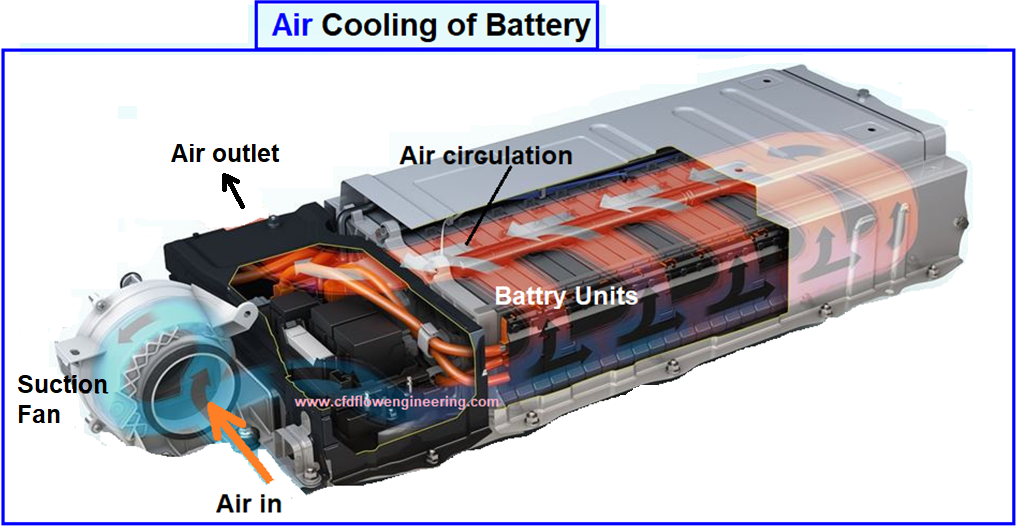 Air Cooling of Battery
Air outlet
Air circulation
Battry Units
Suction
Fan
www.cfdflowengineering.com
Air in